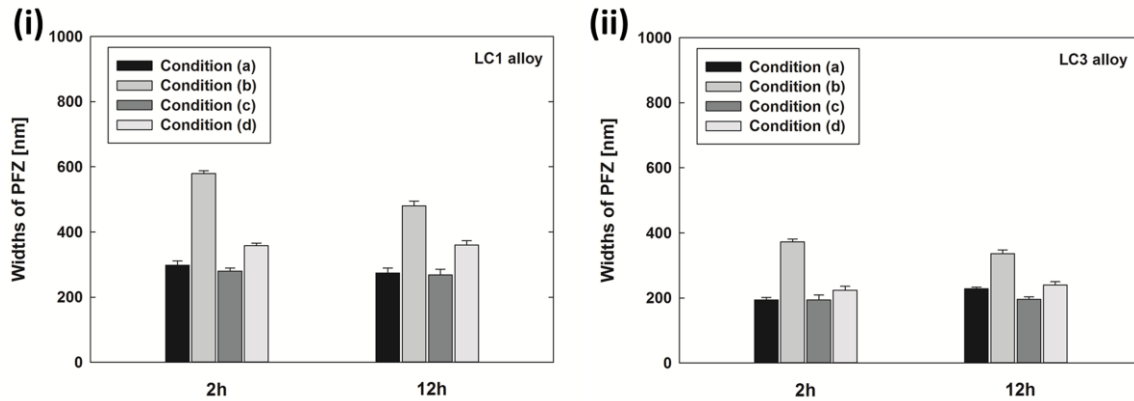 (i)
1000
800
600
400
200
0
Widths of PFZ [nm]
LC1 alloy
Condition (a)
Condition (b)
Condition (c)
Condition (d)
2h
12h
(ii)
1000
800
600
400
200
0
Widths of PFZ [nm]
LC3 alloy
Condition (a)
Condition (b)
Condition (c)
Condition (d)
2h
12h